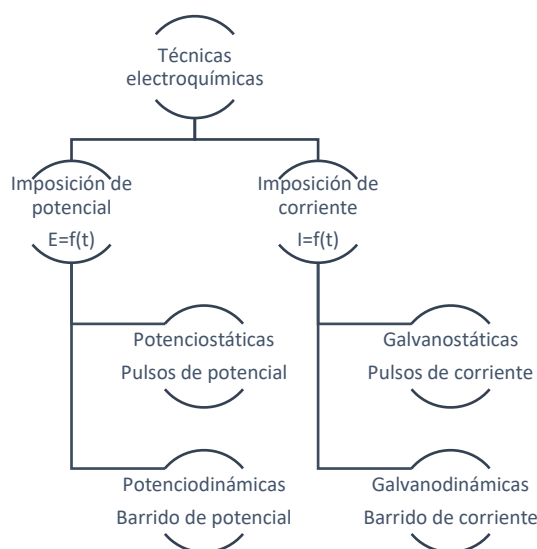 Técnicas
electroquímicas
Imposición de
potencial
E=f(t)
Imposición de
corriente
I=f(t)
Potenciostáticas
Pulsos de potencial
Galvanostáticas
Pulsos de corriente
Potenciodinámicas
Barrido de potencial
Galvanodinámicas
Barrido de corriente